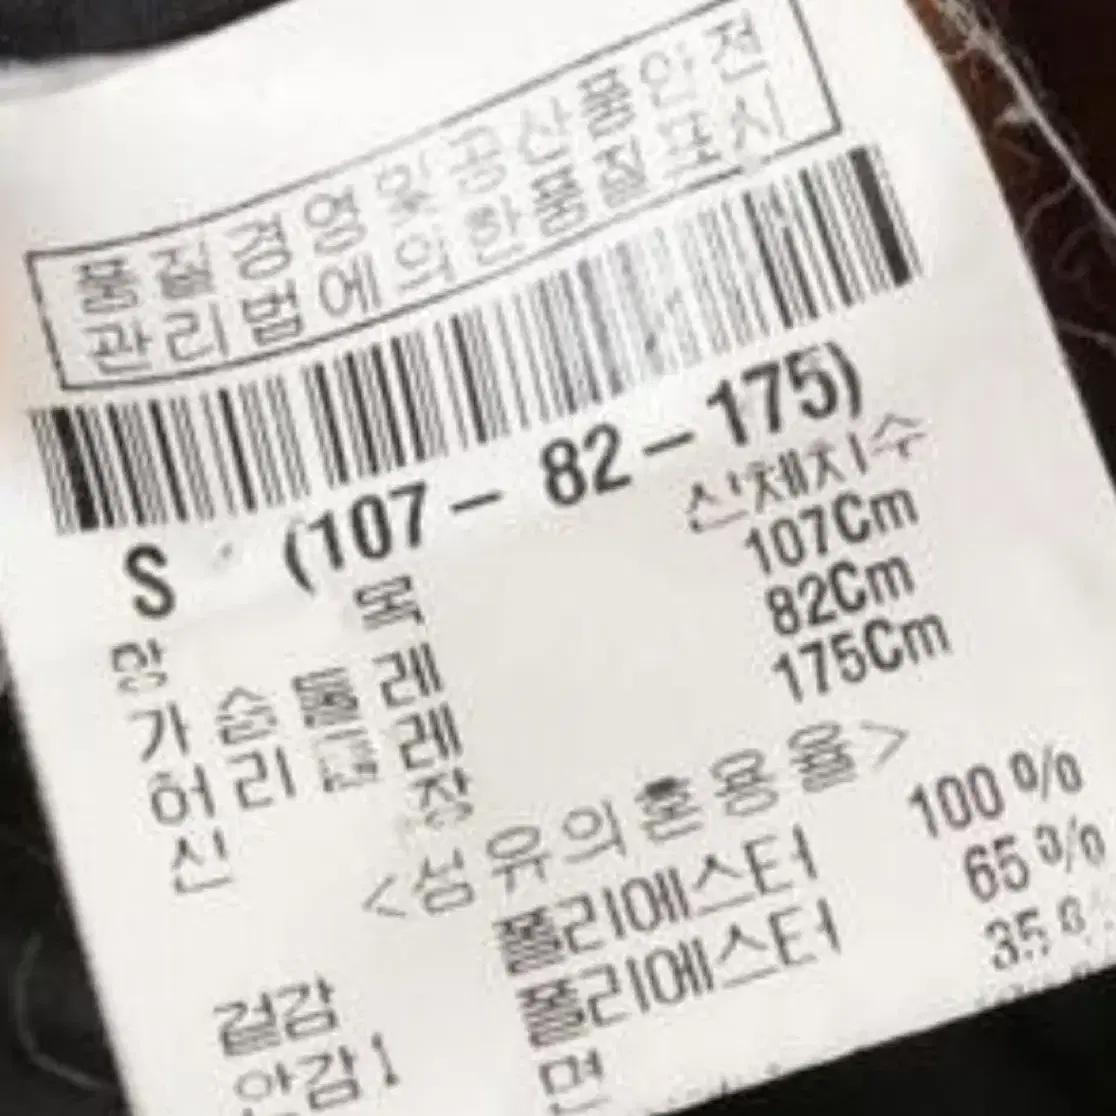 품질경영 및 공산품안전
관리법에 의한 품질표시
S (107 - 82 - 175)
항 목 신체지수
가 슴 둘 레 107Cm
허 리 둘 레 82Cm
신 장 175Cm
<섬 유 의 혼 용 율>
겉감 폴리에스터 100 %
안감1 폴리에스터 65 %
면 35